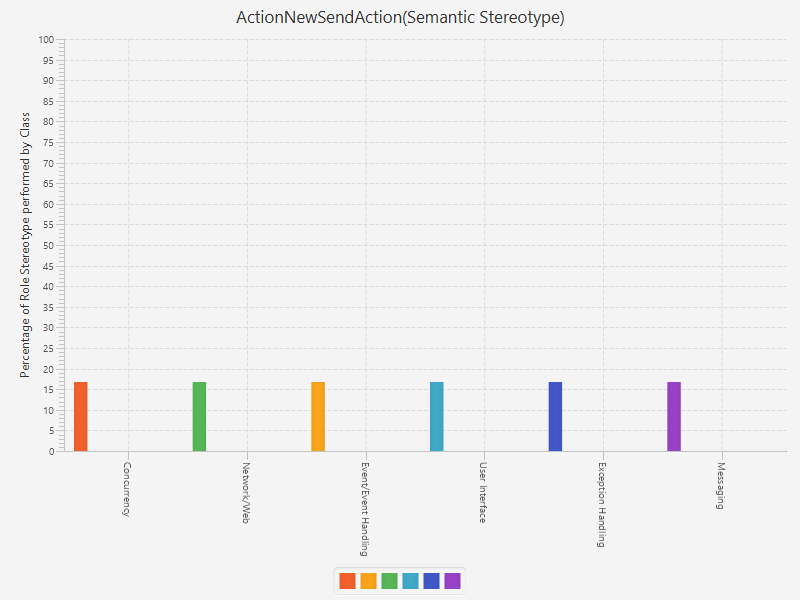 ActionNewSendAction(Semantic Stereotype)
Percentage of Role Stereotype performed by Class
100
95
90
85
80
75
70
65
60
55
50
45
40
35
30
25
20
15
10
5
0
Concurrency
Network/Web
Event/Event Handling
User Interface
Exception Handling
Messaging